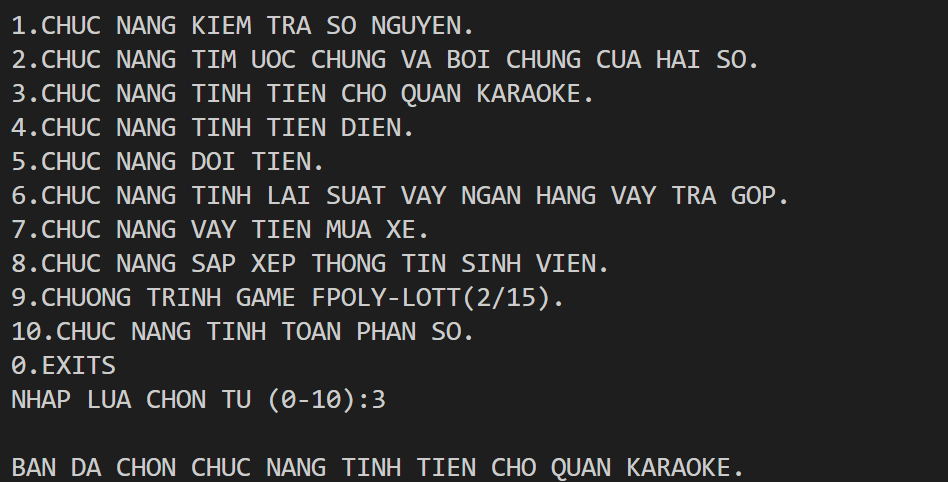 1.CHUC NANG KIEM TRA SO NGUYEN.
2.CHUC NANG TIM UOC CHUNG VA BOI CHUNG CUA HAI SO.
3.CHUC NANG TINH TIEN CHO QUAN KARAOKE.
4.CHUC NANG TINH TIEN DIEN.
5.CHUC NANG DOI TIEN.
6.CHUC NANG TINH LAI SUAT VAY NGAN HANG VAY TRA GOP.
7.CHUC NANG VAY TIEN MUA XE.
8.CHUC NANG SAP XEP THONG TIN SINH VIEN.
9.CHUONG TRINH GAME FPOLY-LOTT(2/15).
10.CHUC NANG TINH TOAN PHAN SO.
0.EXITS
NHAP LUA CHON TU (0-10):3
BAN DA CHON CHUC NANG TINH TIEN CHO QUAN KARAOKE.